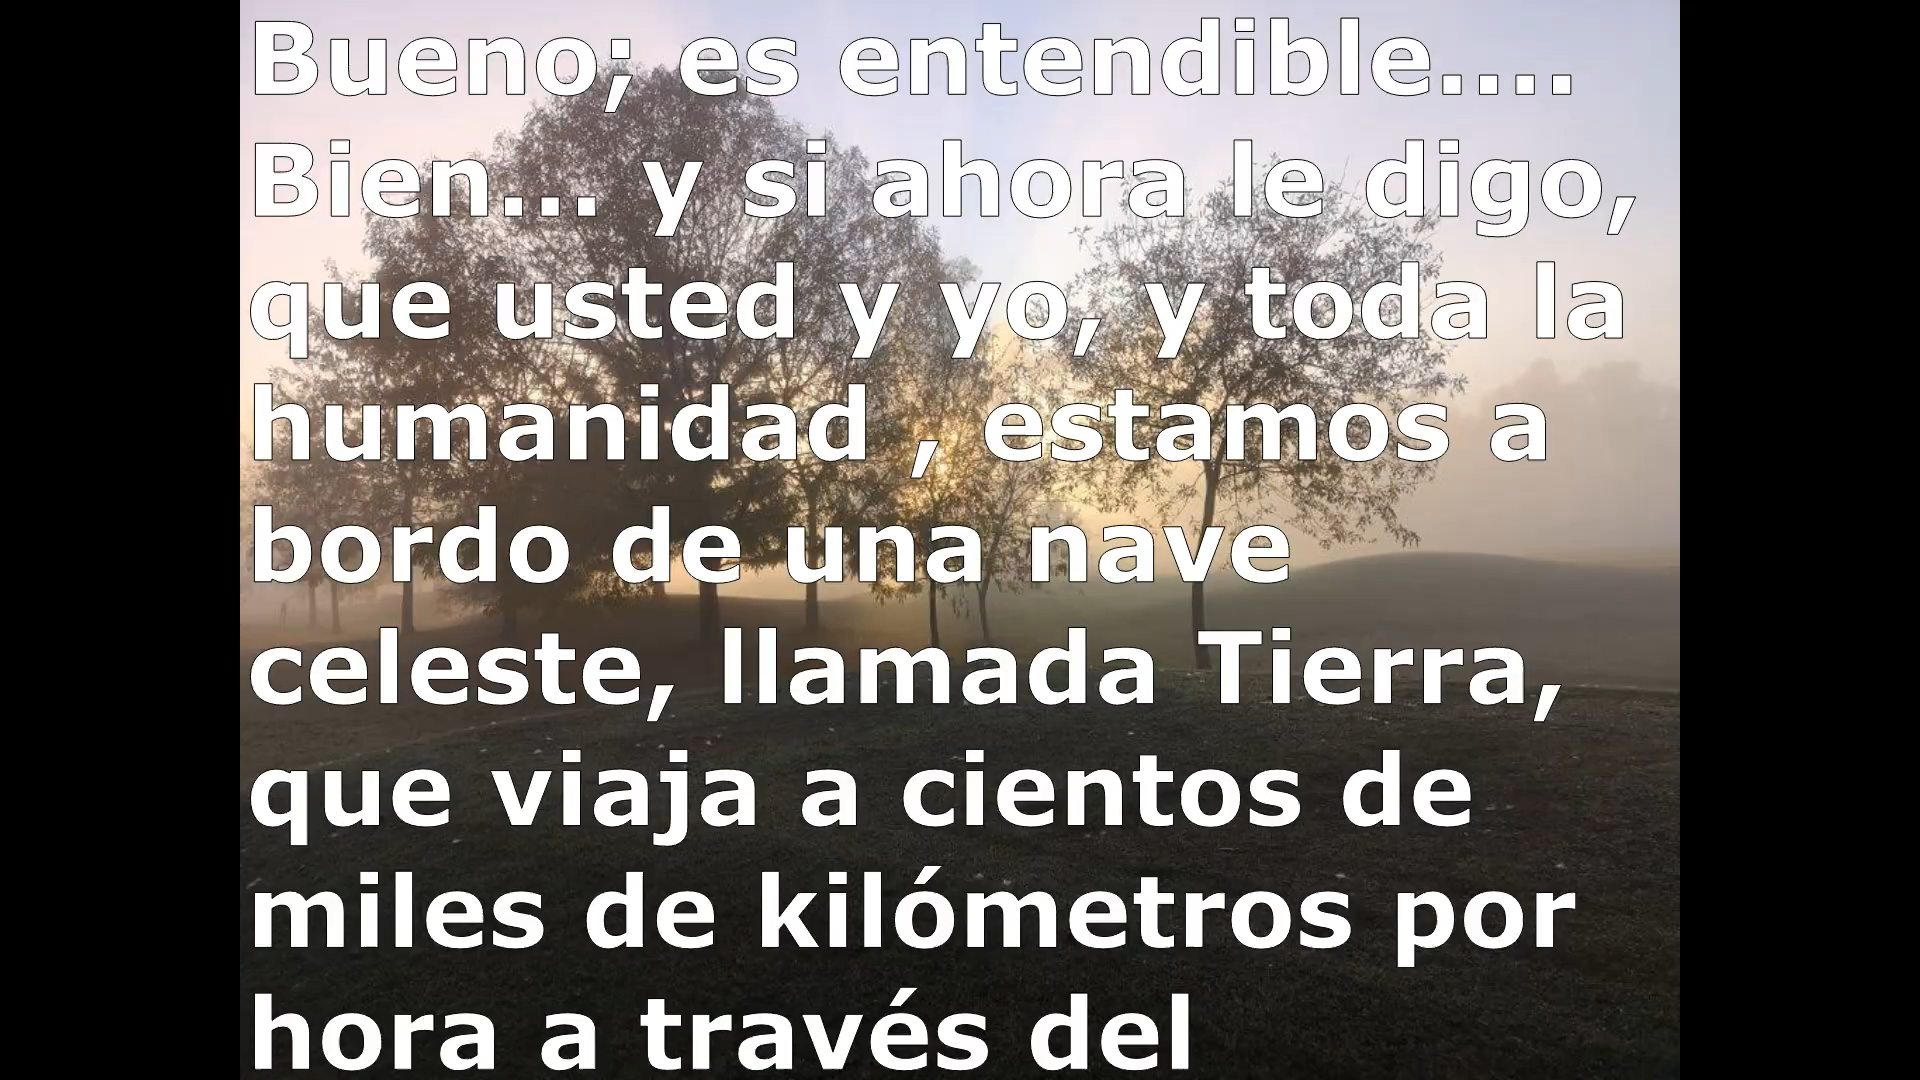 Bueno; es entendible....
Bien... y si ahora le digo,
que usted y yo, y toda la
humanidad , estamos a
bordo de una nave
celeste, llamada Tierra,
que viaja a cientos de
miles de kilómetros por
hora a través del